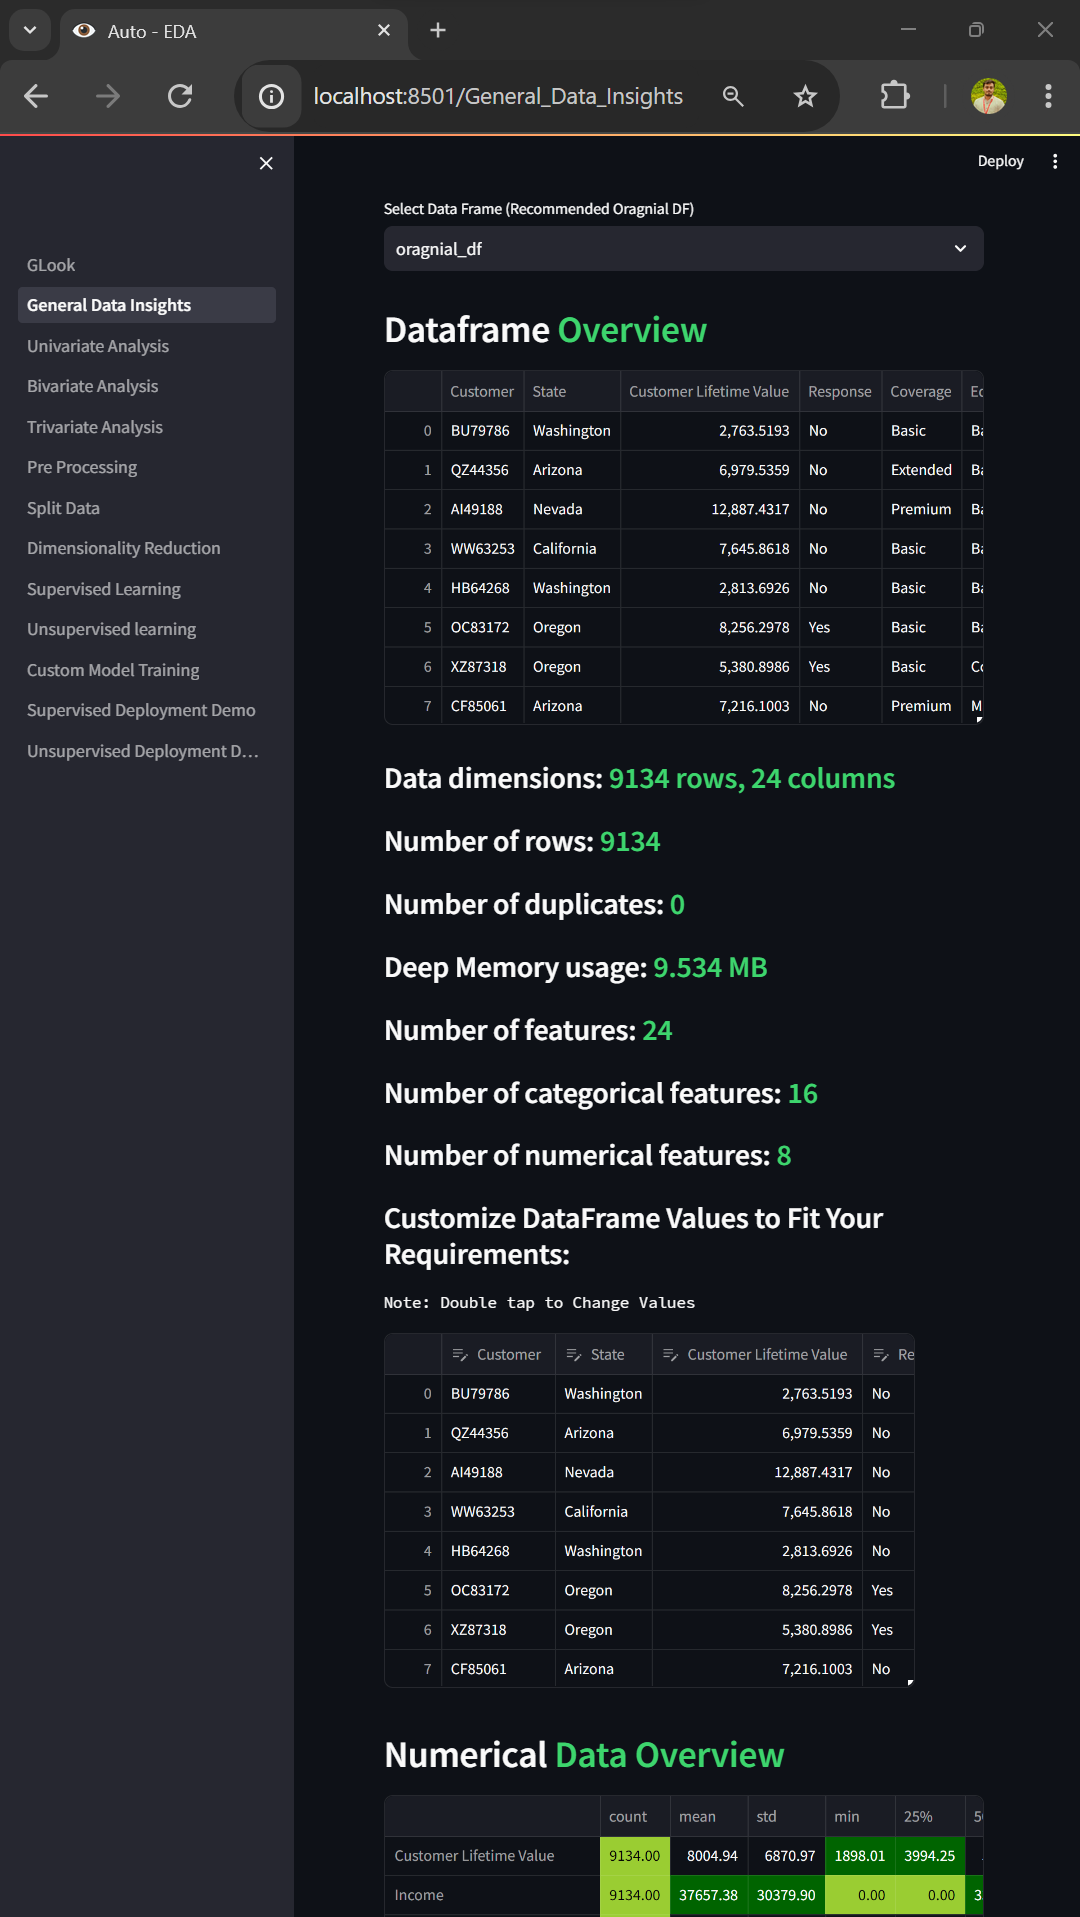 Auto - EDA
localhost:8501/General_Data_Insights
Deploy
GLook
General Data Insights
Univariate Analysis
Bivariate Analysis
Trivariate Analysis
Pre Processing
Split Data
Dimensionality Reduction
Supervised Learning
Unsupervised learning
Custom Model Training
Supervised Deployment Demo
Unsupervised Deployment D...
Select Data Frame (Recommended Oragnial DF)
oragnial_df
Dataframe Overview
Customer State Customer Lifetime Value Response Coverage
0 BU79786 Washington 2,763.5193 No Basic Ba
1 QZ44356 Arizona 6,979.5359 No Extended Ba
2 AI49188 Nevada 12,887.4317 No Premium Ba
3 WW63253 California 7,645.8618 No Basic Ba
4 HB64268 Washington 2,813.6926 No Basic Ba
5 OC83172 Oregon 8,256.2978 Yes Basic Ba
6 XZ87318 Oregon 5,380.8986 Yes Basic
7 CF85061 Arizona 7,216.1003 No Premium M
Data dimensions: 9134 rows, 24 columns
Number of rows: 9134
Number of duplicates: 0
Deep Memory usage: 9.534 MB
Number of features: 24
Number of categorical features: 16
Number of numerical features: 8
Customize DataFrame Values to Fit Your
Requirements:
Note: Double tap to Change Values
Customer State Customer Lifetime Value Re
0 BU79786 Washington 2,763.5193 No
1 QZ44356 Arizona 6,979.5359 No
2 AI49188 Nevada 12,887.4317 No
3 WW63253 California 7,645.8618 No
4 HB64268 Washington 2,813.6926 No
5 OC83172 Oregon 8,256.2978 Yes
6 XZ87318 Oregon 5,380.8986 Yes
7 CF85061 Arizona 7,216.1003 No
Numerical Data Overview
count mean std min 25%
Customer Lifetime Value 9134.00 8004.94 6870.97 1898.01 3994.25
Income 9134.00 37657.38 30379.90 0.00 0.00